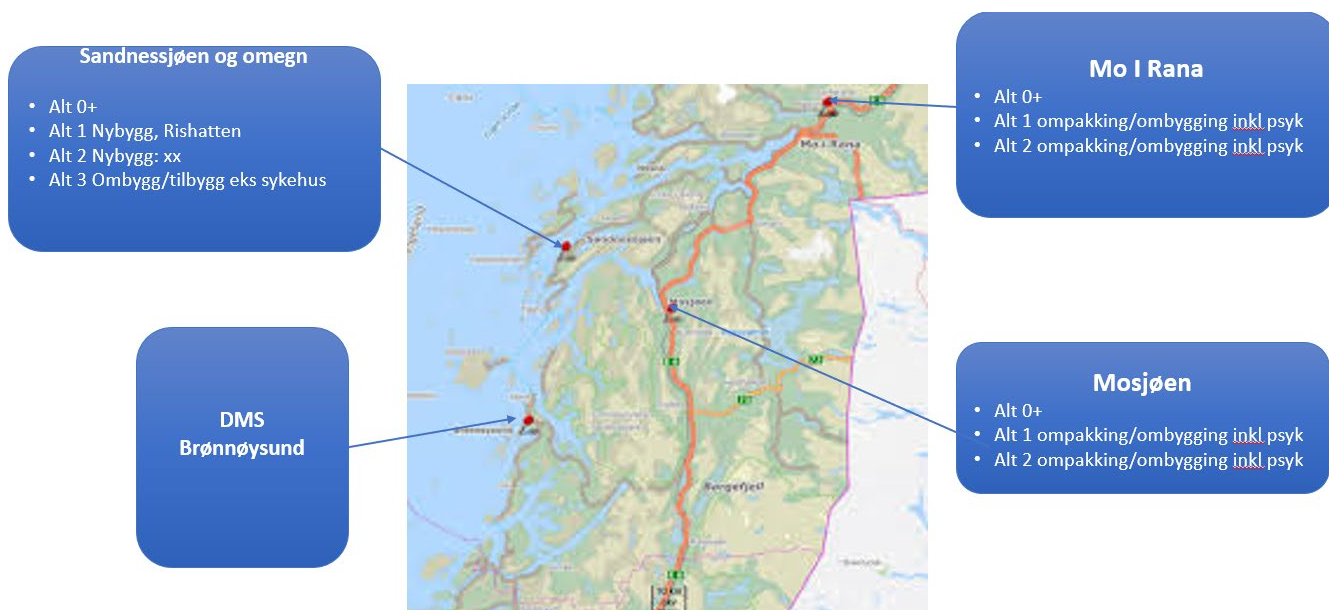 Sandnessjøen og omegn
• Alt 0+
• Alt 1 Nybygg, Rishatten
• Alt 2 Nybygg: xx
• Alt 3 Ombygg/tilbygg eks sykehus
Mo I Rana
• Alt 0+
• Alt 1 ompakking/ombygging inkl psyk
• Alt 2 ompakking/ombygging inkl psyk
Mo i Rana
Sandnessjøen
Mosjøen
DMS
Brønnøysund
Mosjøen
• Alt 0+
• Alt 1 ompakking/ombygging inkl psyk
• Alt 2 ompakking/ombygging inkl psyk
Brønnøysund
Børgefjell